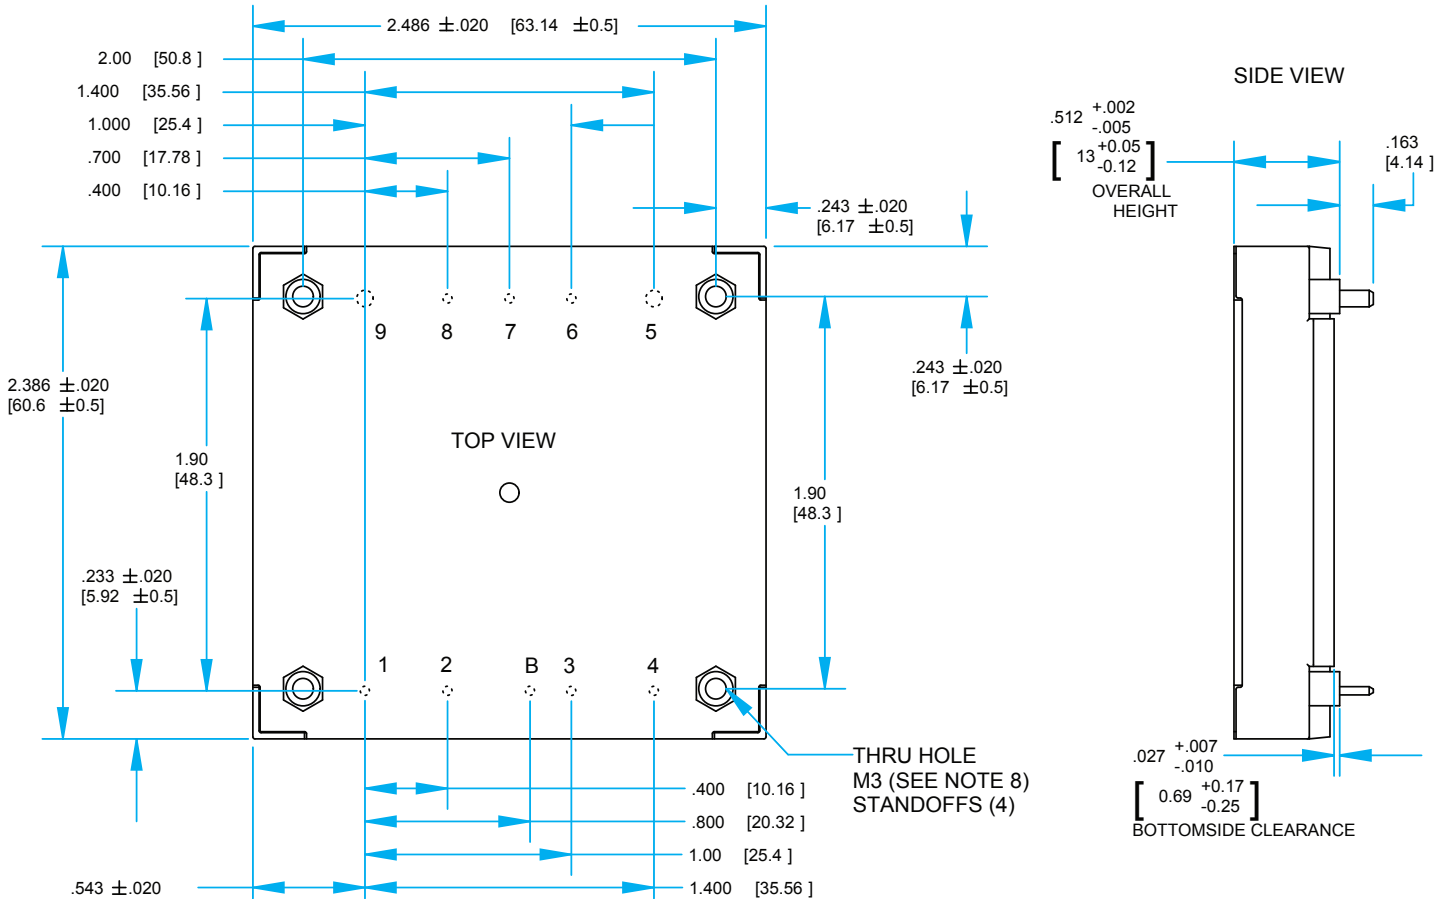 2.486 ±.020 [63.14 ±0.5]
2.00 [50.8 ]
1.400 [35.56 ]
1.000 [25.4 ]
.700 [17.78 ]
.400 [10.16 ]
.243 ±.020
[6.17 ±0.5]
9 8 7 6 5
.243 ±.020
[6.17 ±0.5]
2.386 ±.020
[60.6 ±0.5]
TOP VIEW
1.90
[48.3 ]
1.90
[48.3 ]
.233 ±.020
[5.92 ±0.5]
1 2 B 3 4
THRU HOLE
M3 (SEE NOTE 8)
STANDOFFS (4)
.400 [10.16 ]
.800 [20.32 ]
1.00 [25.4 ]
.543 ±.020
1.400 [35.56 ]
SIDE VIEW
.512 +.002 -.005
[ 13 +0.05 -0.12 ]
OVERALL
HEIGHT
.163
[4.14 ]
.027 +.007 -.010
[ 0.69 +0.17 -0.25 ]
BOTTOMSIDE CLEARANCE